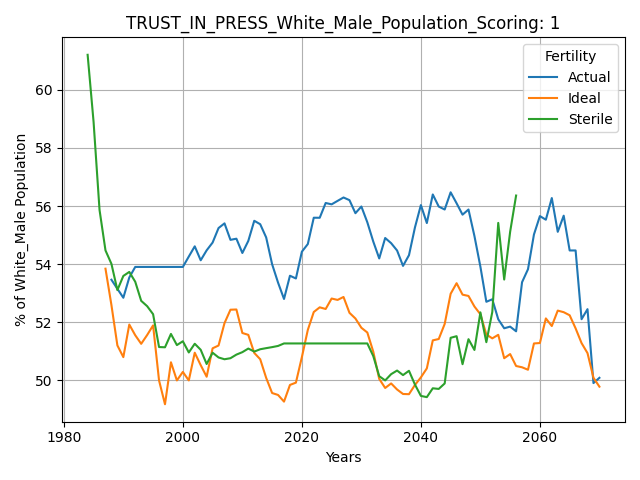 TRUST_IN_PRESS_White_Male_Population_Scoring: 1
Fertility
Actual
Ideal
Sterile
% of White_Male Population
60
58
56
54
52
50
1980
2000
2020
2040
2060
Years